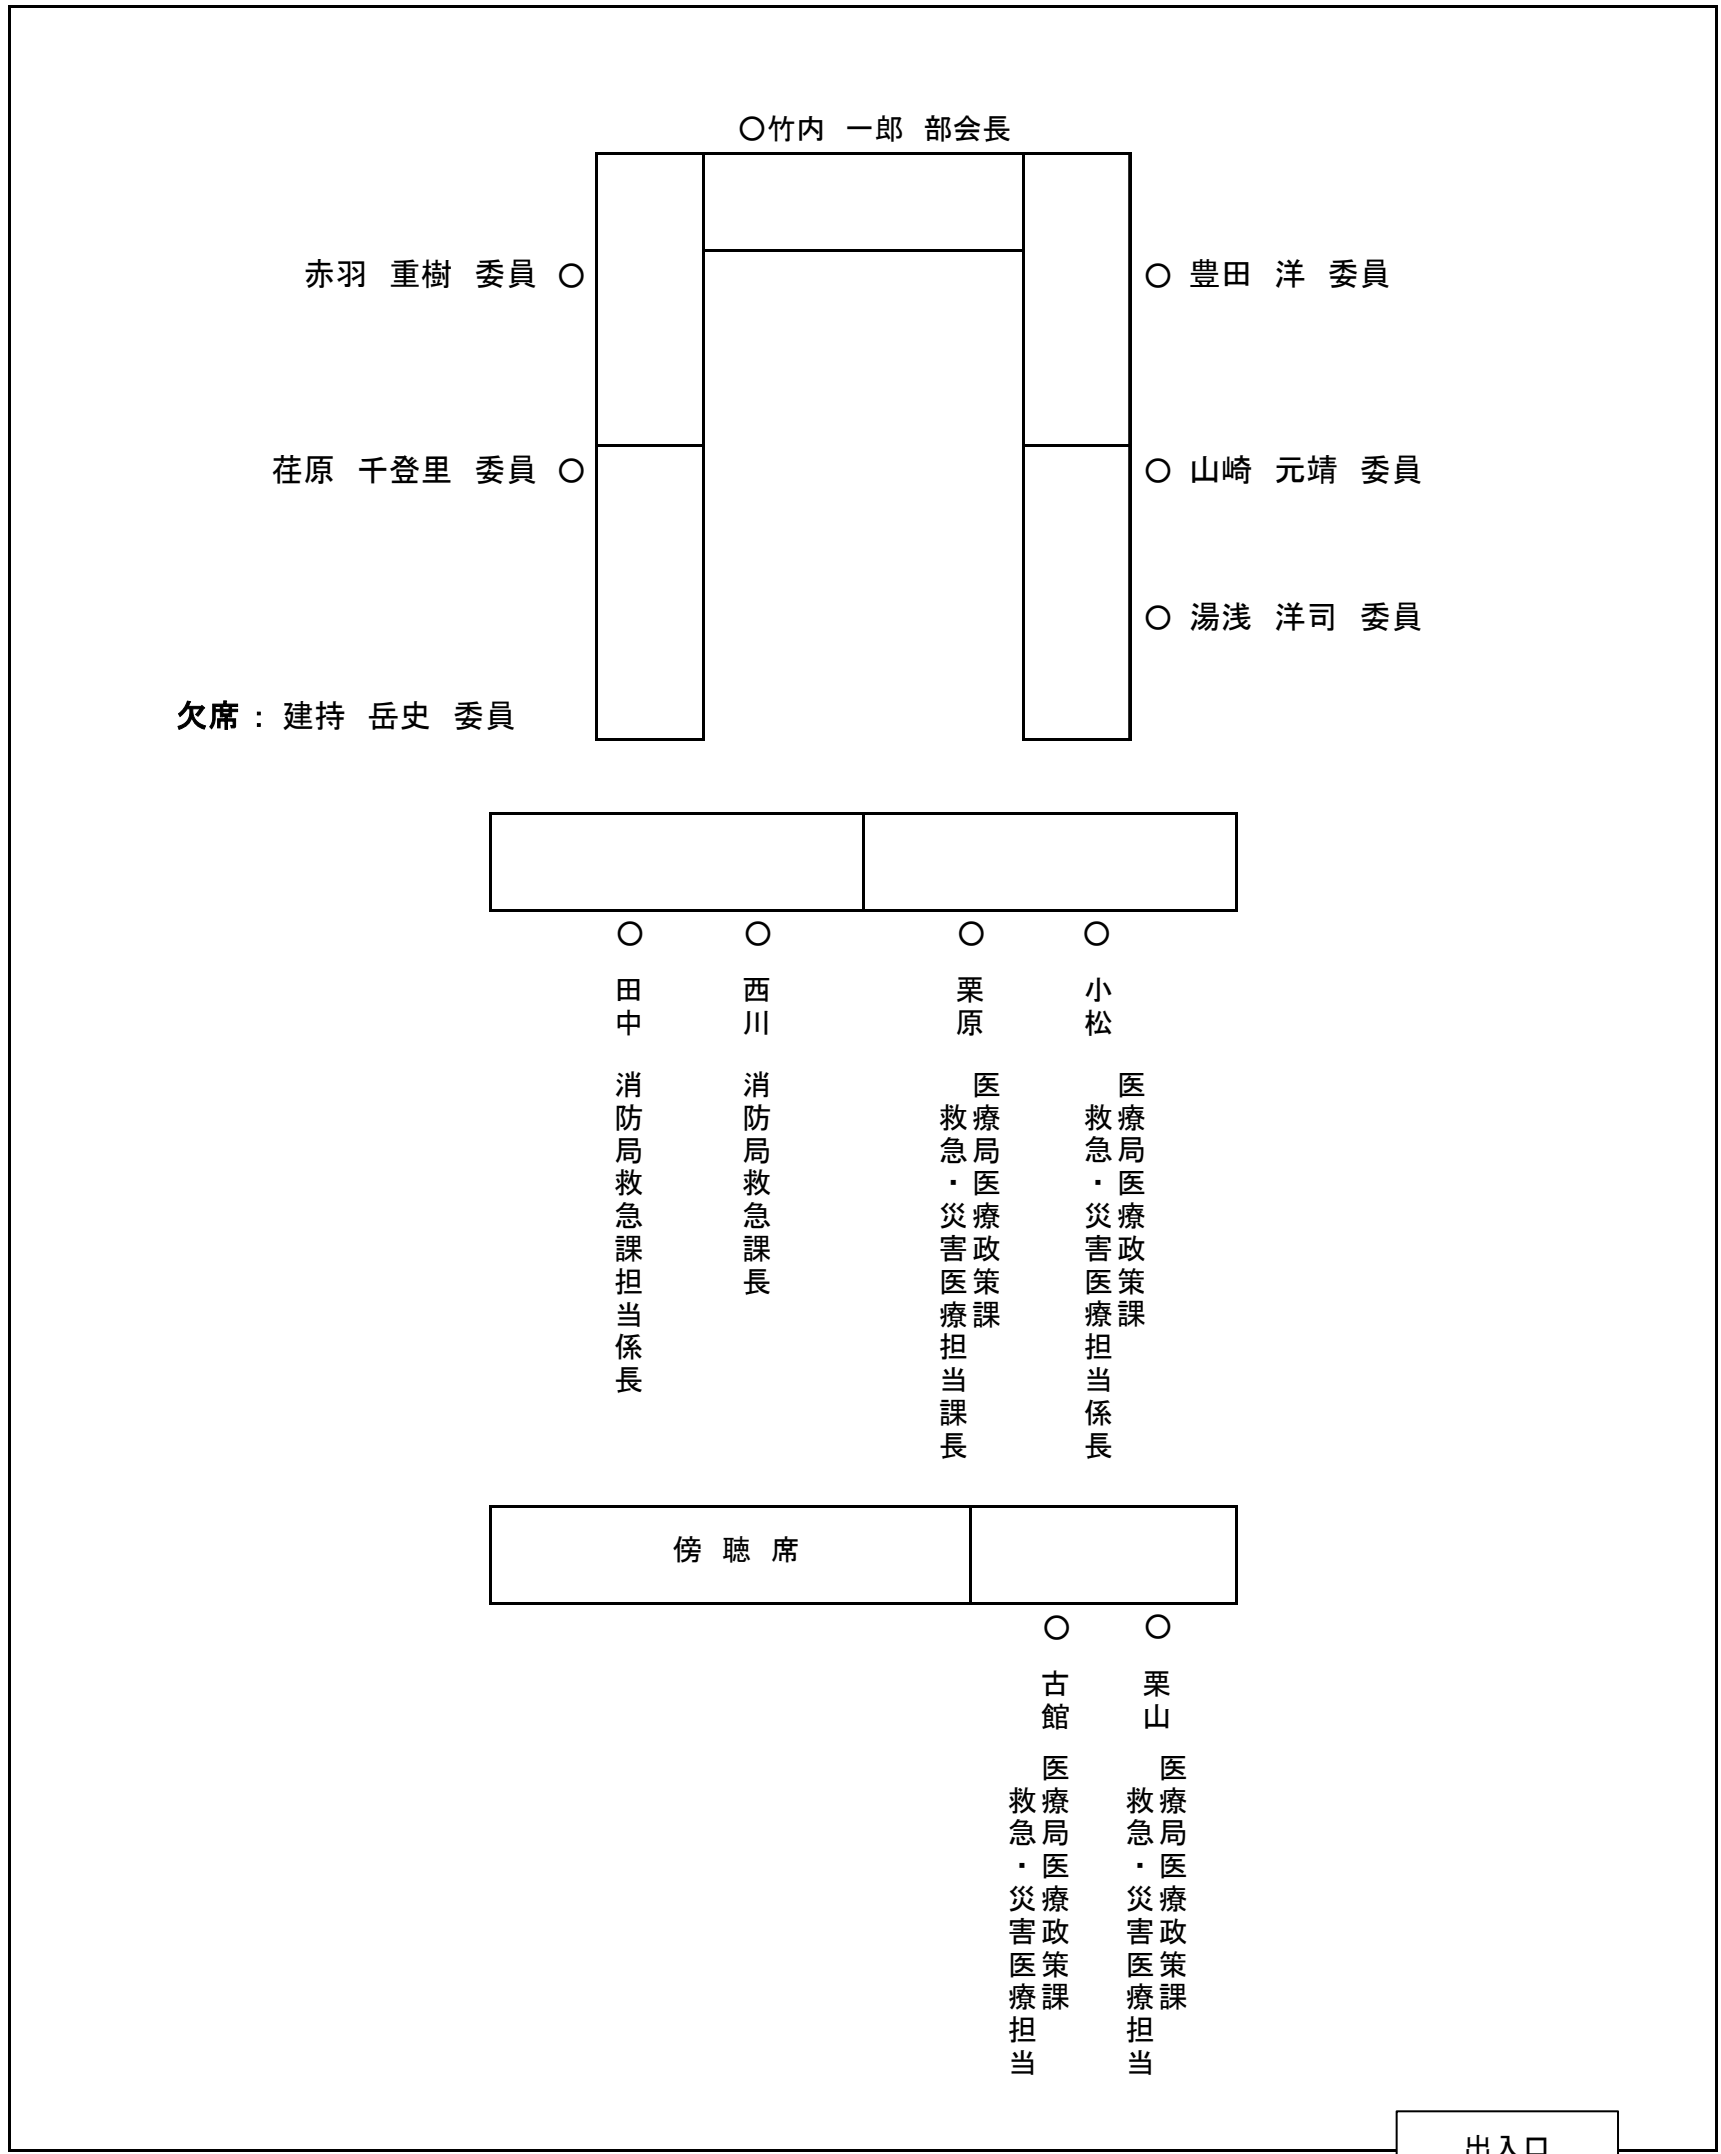 ○竹内 一郎 部会長
赤羽 重樹 委員 ○
○ 豊田 洋 委員
荏原 千登里 委員 ○
○ 山崎 元靖 委員
○ 湯浅 洋司 委員
欠席：建持 岳史 委員
○ 田中 消防局救急課担当係長
○ 西川 消防局救急課長
○ 栗原 医療局医療政策課
救急・災害医療担当課長
○ 小松 医療局医療政策課
救急・災害医療担当係長
傍 聴 席
○ 古館 医療局医療政策課
救急・災害医療担当
○ 栗山 医療局医療政策課
救急・災害医療担当
出入口